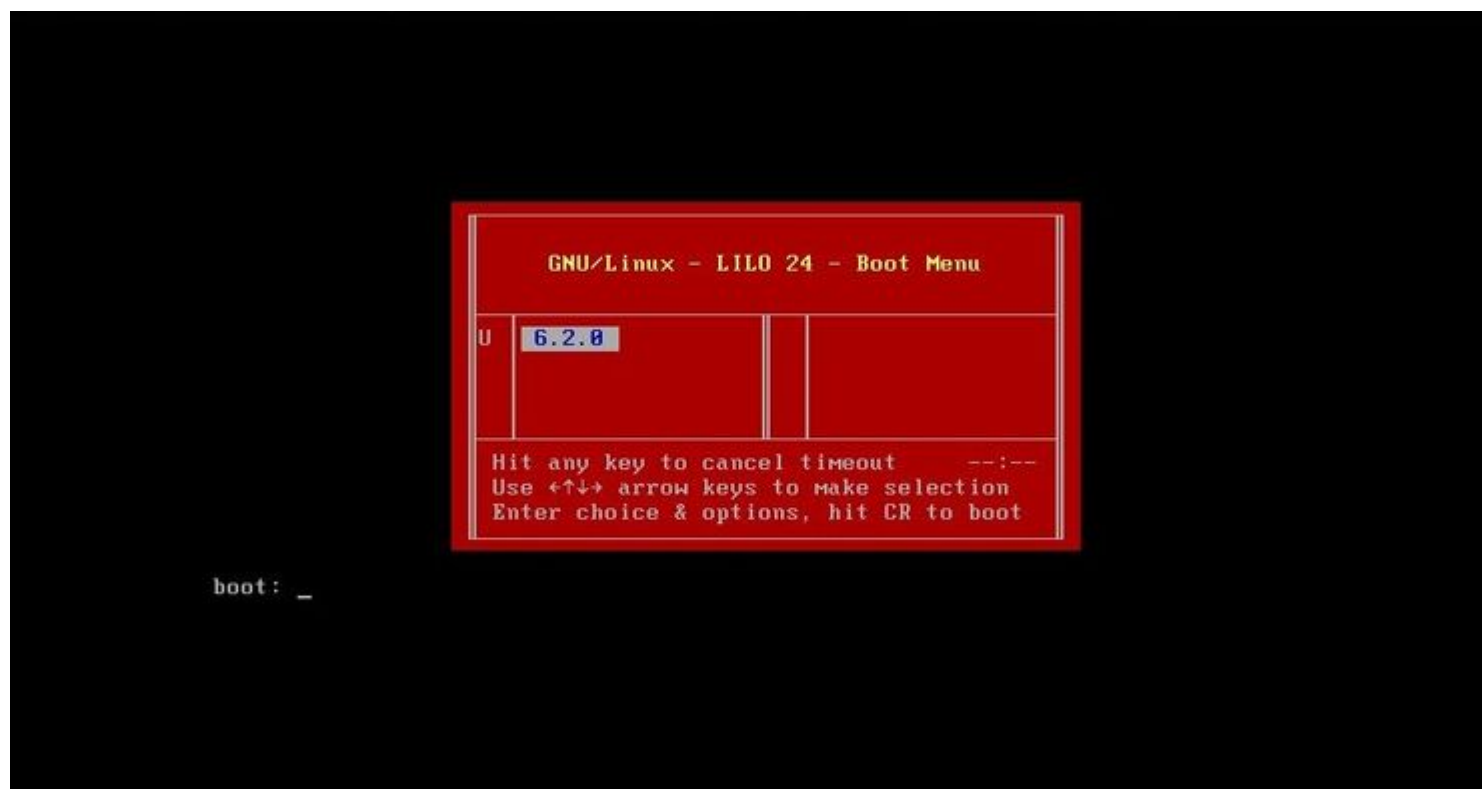 GNU/Linux - LILO 24 - Boot Menu
U 6.2.0
Hit any key to cancel timeout --:--
Use ←↑↓→ arrow keys to make selection
Enter choice & options, hit CR to boot
boot: _